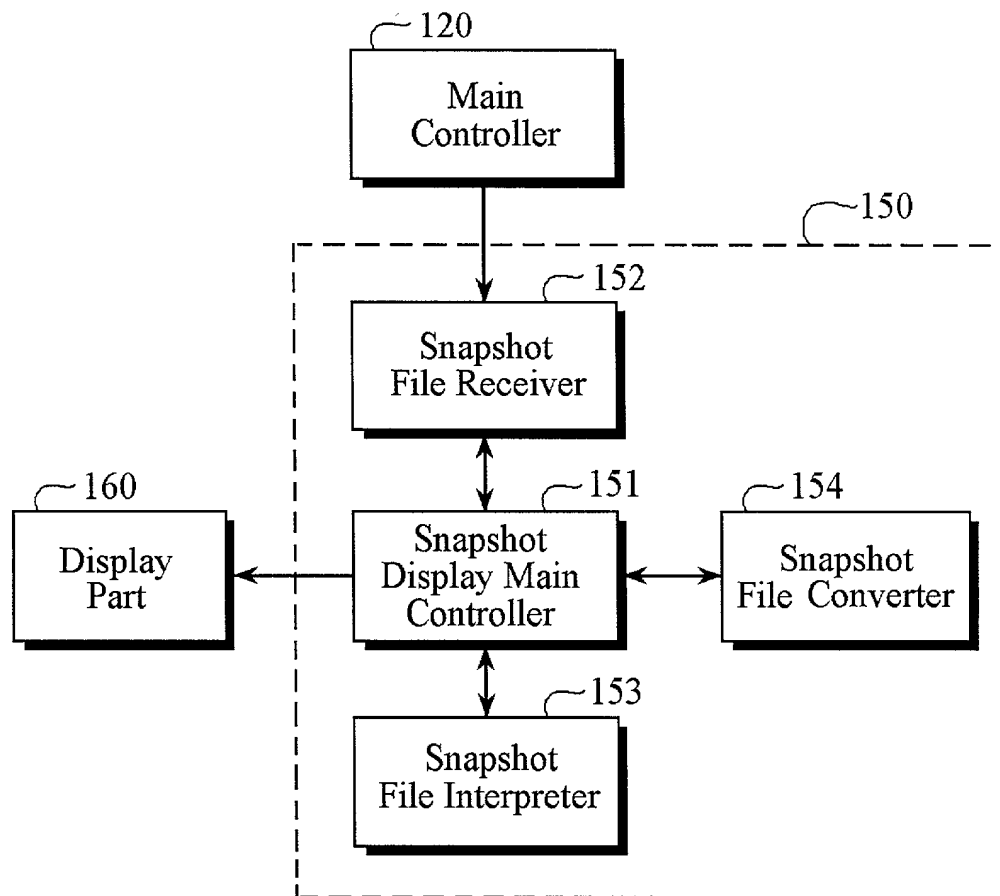 120
Main
Controller
150
152
Snapshot
File Receiver
160
Display
Part
151
Snapshot
Display Main
Controller
154
Snapshot
File Converter
153
Snapshot
File Interpreter